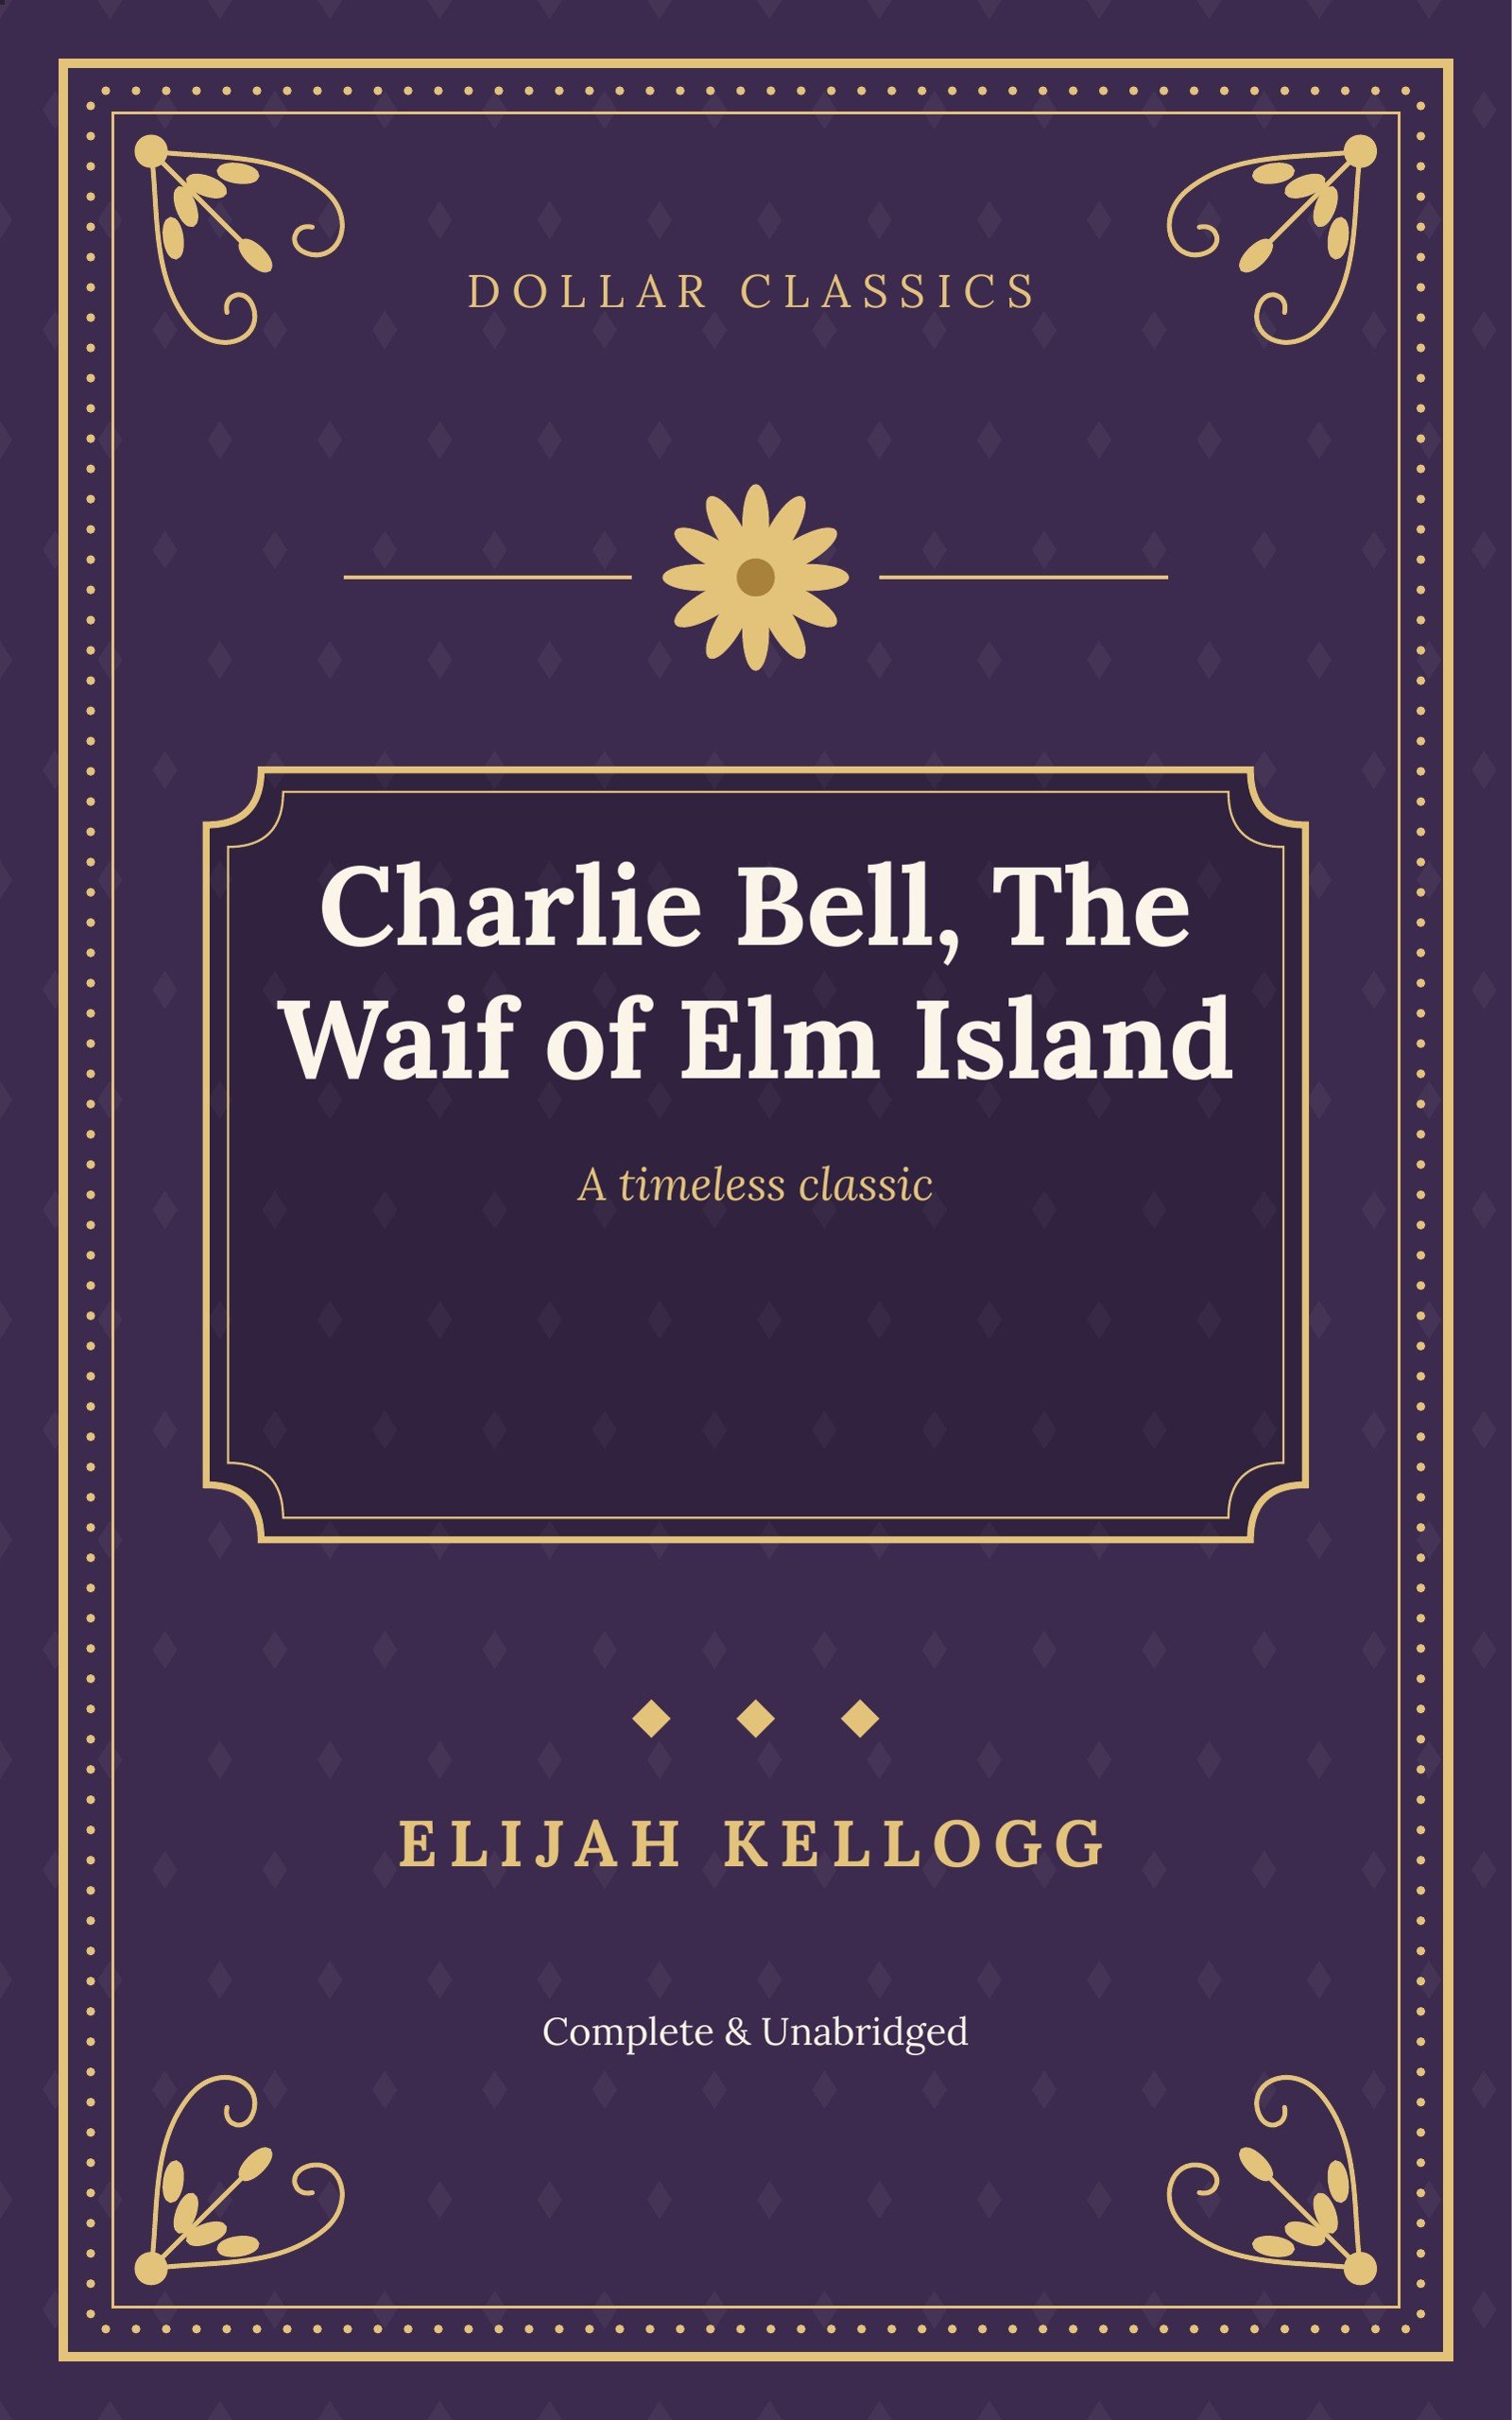 DOLLAR CLASSICS
Charlie Bell, The
Waif of Elm Island
A timeless classic
ELIJAH KELLOGG
Complete & Unabridged